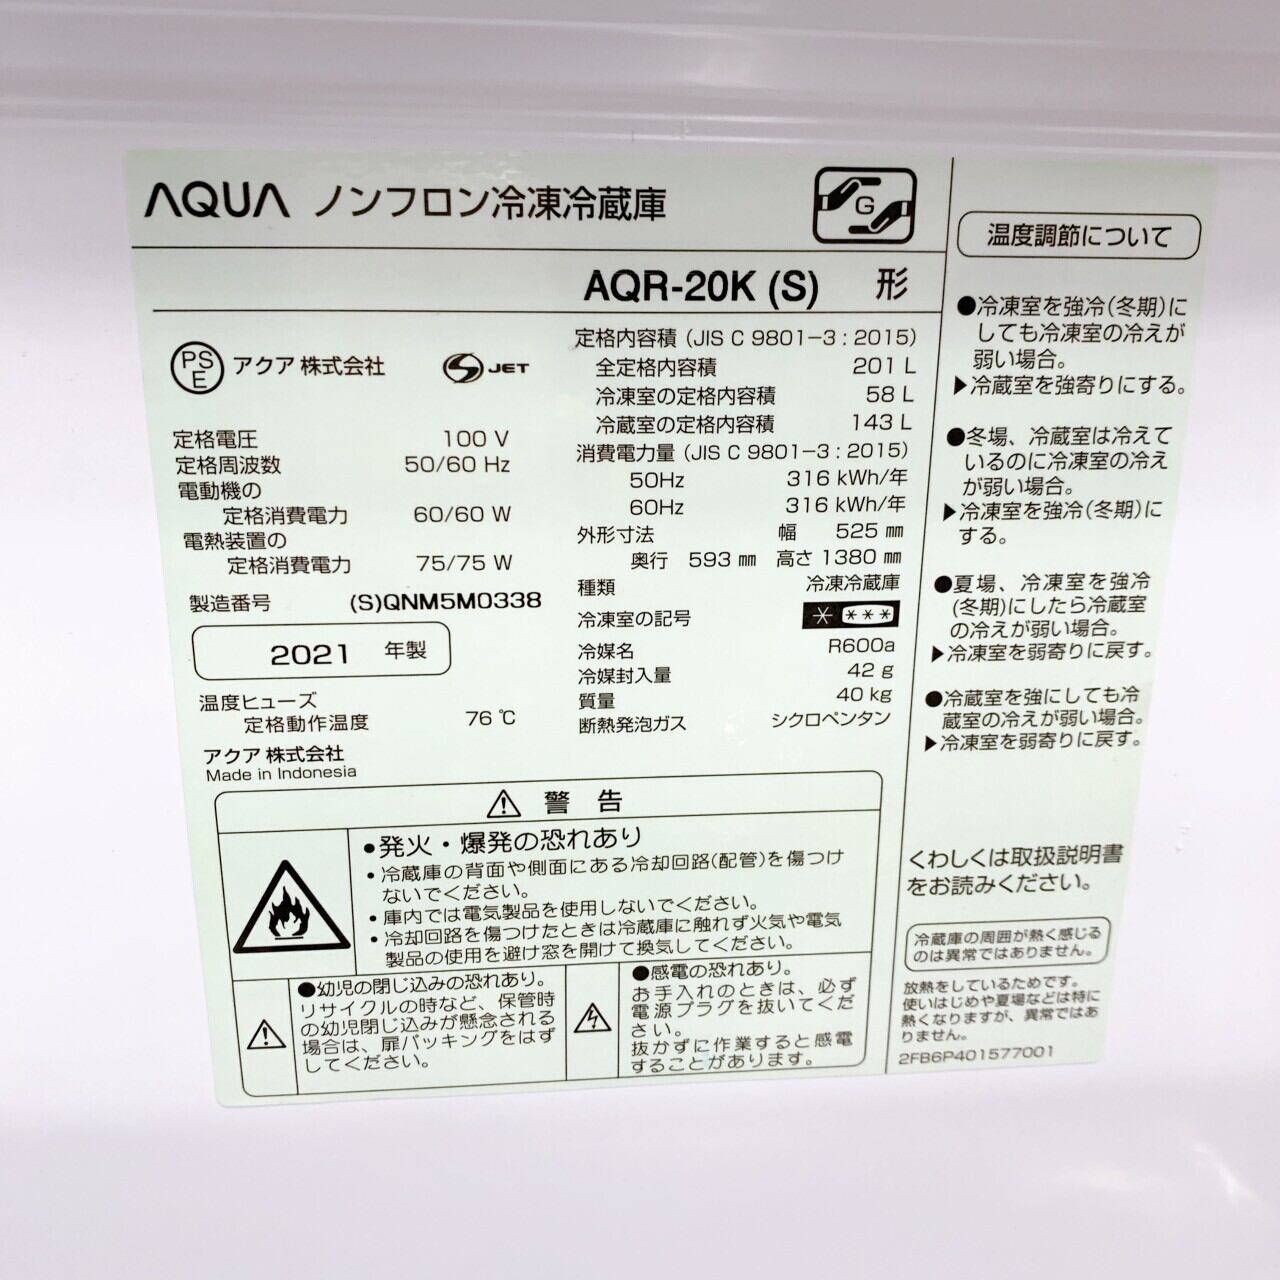 AQUA ノンフロン冷凍冷蔵庫
G
AQR-20K (S) 形
PS
E
アクア 株式会社
S JET
定格電圧 100 V
定格周波数 50/60 Hz
電動機の
定格消費電力 60/60 W
電熱装置の
定格消費電力 75/75 W
製造番号 (S)QNM5M0338
2021 年製
温度ヒューズ
定格動作温度 76 ℃
アクア 株式会社
Made in Indonesia
定格内容積 (JIS C 9801-3 : 2015)
全定格内容積 201 L
冷凍室の定格内容積 58 L
冷蔵室の定格内容積 143 L
消費電力量 (JIS C 9801-3 : 2015)
50Hz 316 kWh/年
60Hz 316 kWh/年
外形寸法 幅 525 ㎜
奥行 593 ㎜ 高さ 1380 ㎜
種類 冷凍冷蔵庫
冷凍室の記号 * ***
冷媒名 R600a
冷媒封入量 42 g
質量 40 kg
断熱発泡ガス シクロペンタン
⚠ 警 告
●発火・爆発の恐れあり
・冷蔵庫の背面や側面にある冷却回路(配管)を傷つけ
ないでください。
・庫内では電気製品を使用しないでください。
・冷却回路を傷つけたときは冷蔵庫に触れず火気や電気
製品の使用を避け窓を開けて換気してください。
●幼児の閉じ込みの恐れあり。
リサイクルの時など、保管時
の幼児閉じ込みが懸念される
場合は、扉パッキングをはず
してください。
●感電の恐れあり。
お手入れのときは、必ず
電源プラグを抜いてくだ
さい。
抜かずに作業すると感電
することがあります。
温度調節について
●冷凍室を強冷(冬期)に
しても冷凍室の冷えが
弱い場合。
▶冷蔵室を強寄りにする。
●冬場、冷蔵室は冷えて
いるのに冷凍室の冷え
が弱い場合。
▶冷凍室を強冷(冬期)に
する。
●夏場、冷凍室を強冷
(冬期)にしたら冷蔵室
の冷えが弱い場合。
▶冷凍室を弱寄りに戻す。
●冷蔵室を強にしても冷
蔵室の冷えが弱い場合。
▶冷凍室を弱寄りに戻す。
くわしくは取扱説明書
をお読みください。
冷蔵庫の周囲が熱く感じる
のは異常ではありません。
放熱をしているためです。
使いはじめや夏場などは特に
熱くなりますが、異常ではあ
りません。
2FB6P401577001